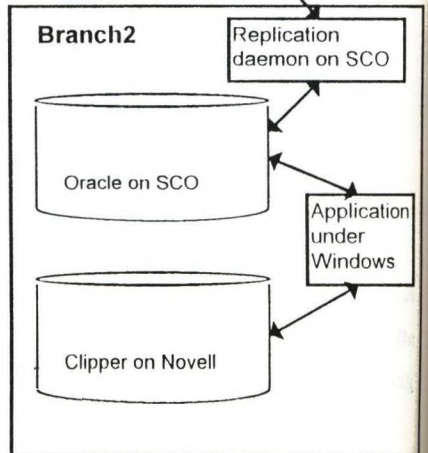 Branch2
Replication
daemon on SCO
Oracle on SCO
Application
under
Windows
Clipper on Novell